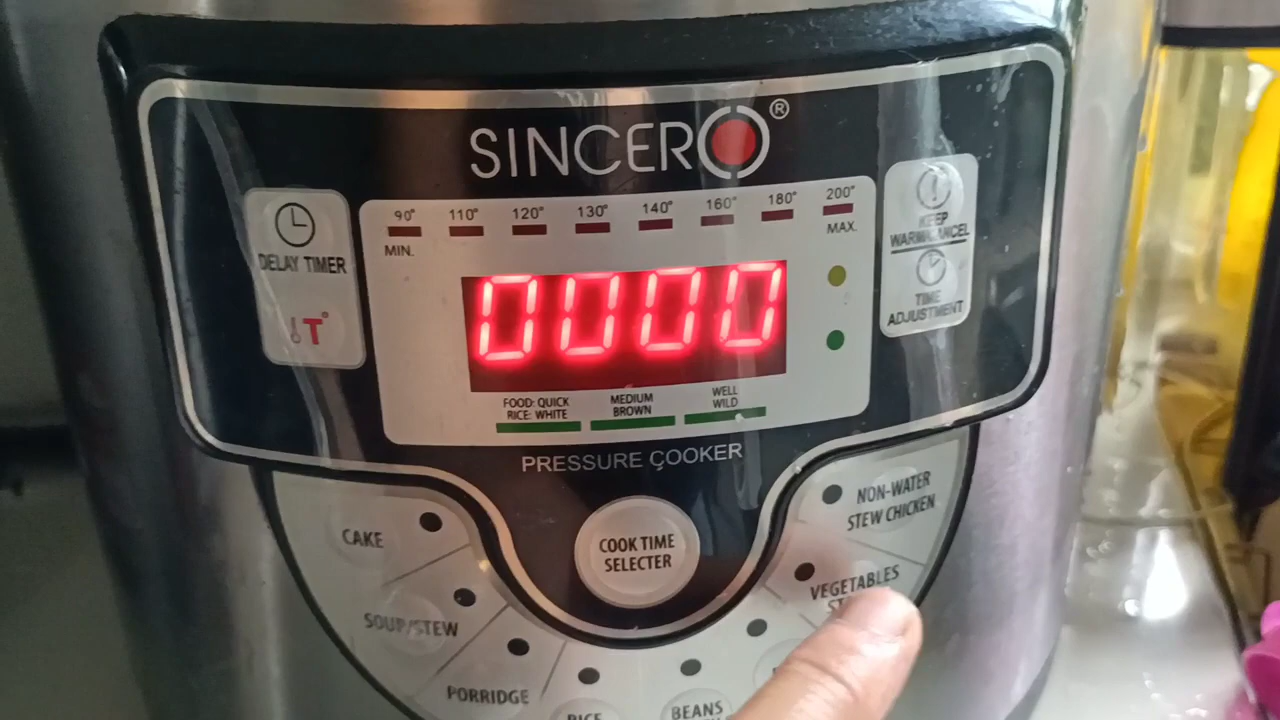 SINCERO®
90° 110° 120° 130° 140° 160° 180° 200°
MIN.
MAX.
DELAY TIMER
T°
0000
KEEP
WARM/CANCEL
TIME
ADJUSTMENT
FOOD: QUICK
RICE: WHITE
MEDIUM
BROWN
WELL
WILD
PRESSURE COOKER
COOK TIME
SELECTER
NON-WATER
STEW CHICKEN
CAKE
VEGETABLES
SOUP/STEW
PORRIDGE
RICE
BEANS